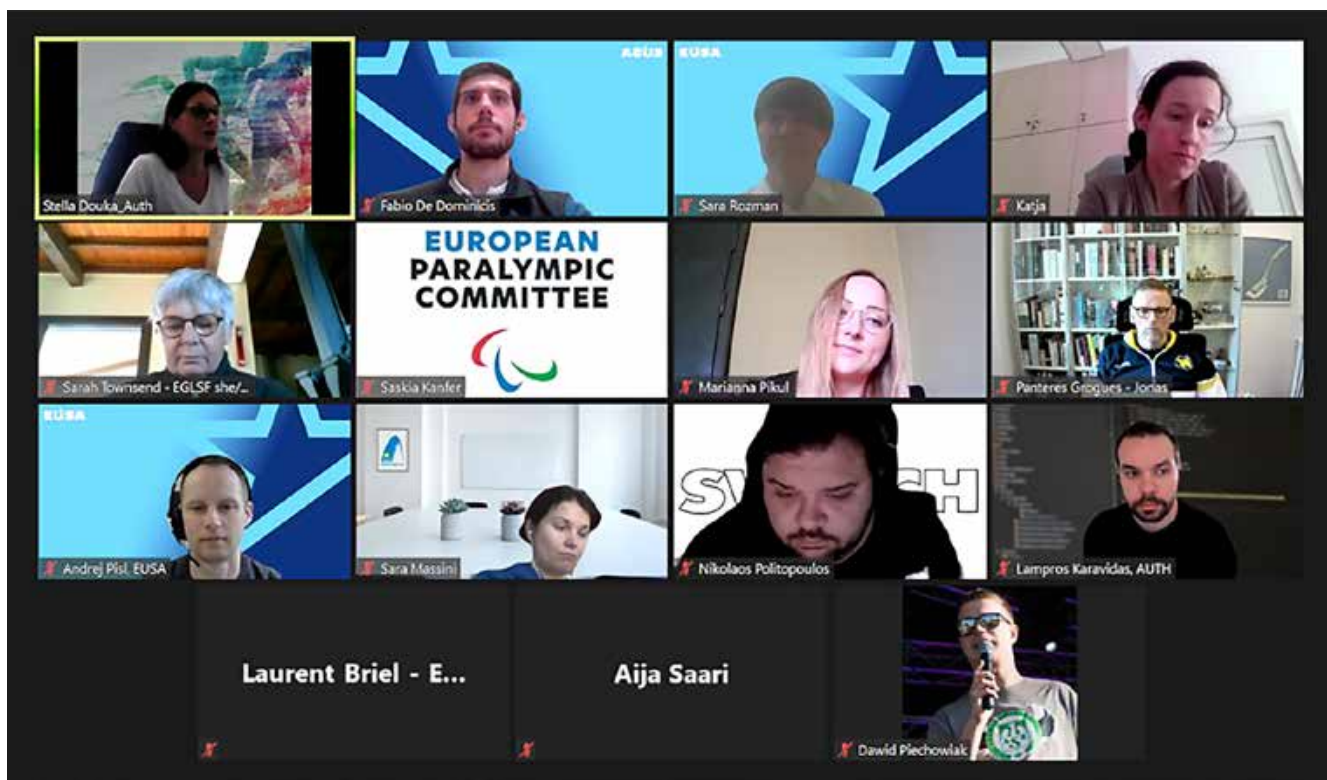 Stella Douka_Auth
EUSA
Fabio De Dominicis
EUSA
Sara Rozman
Katja
Sarah Townsend - EGLSF she/...
EUROPEAN
PARALYMPIC
COMMITTEE
Saskia Kanfer
Marianna Pikul
Panteres Grogues - Jonas
EUSA
Andrej Pisl, EUSA
Sara Massini
Nikolaos Politopoulos
Lampros Karavidas, AUTH
Laurent Briel - E...
Aija Saari
Dawid Piechowiak